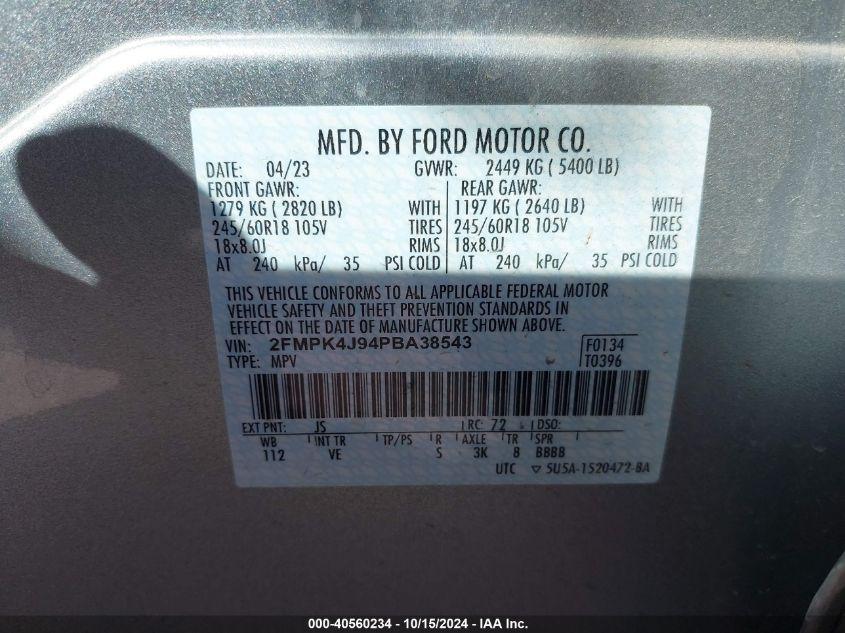 MFD. BY FORD MOTOR CO.
DATE: 04/23 GVWR: 2449 KG ( 5400 LB)
FRONT GAWR: REAR GAWR:
1279 KG ( 2820 LB) WITH 1197 KG ( 2640 LB) WITH
245/60R18 105V TIRES 245/60R18 105V TIRES
18x8.0J RIMS 18x8.0J RIMS
AT 240 kPa/ 35 PSI COLD AT 240 kPa/ 35 PSI COLD
THIS VEHICLE CONFORMS TO ALL APPLICABLE FEDERAL MOTOR
VEHICLE SAFETY AND THEFT PREVENTION STANDARDS IN
EFFECT ON THE DATE OF MANUFACTURE SHOWN ABOVE.
VIN: 2FMPK4J94PBA38543 F0134
TYPE: MPV T0396
EXT PNT: JS RC: 72 DSO:
WB INT TR TP/PS R AXLE TR SPR
112 VE S 3K 8 BBBB
UTC ▽ 5U5A-1520472-BA
000-40560234 - 10/15/2024 - IAA Inc.